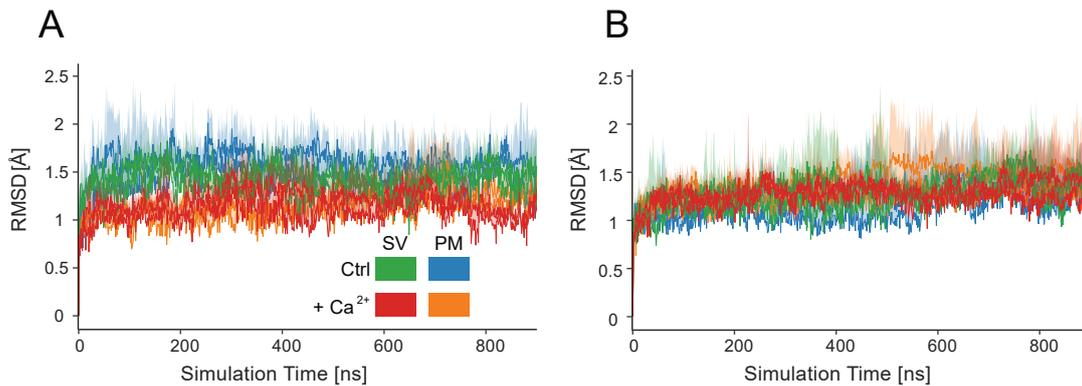 A
B
2.5
2
1.5
1
0.5
0
RMSD [Å]
SV PM
Ctrl
+ Ca²⁺
0 200 400 600 800
Simulation Time [ns]
2.5
2
1.5
1
0.5
0
RMSD [Å]
0 200 400 600 800
Simulation Time [ns]